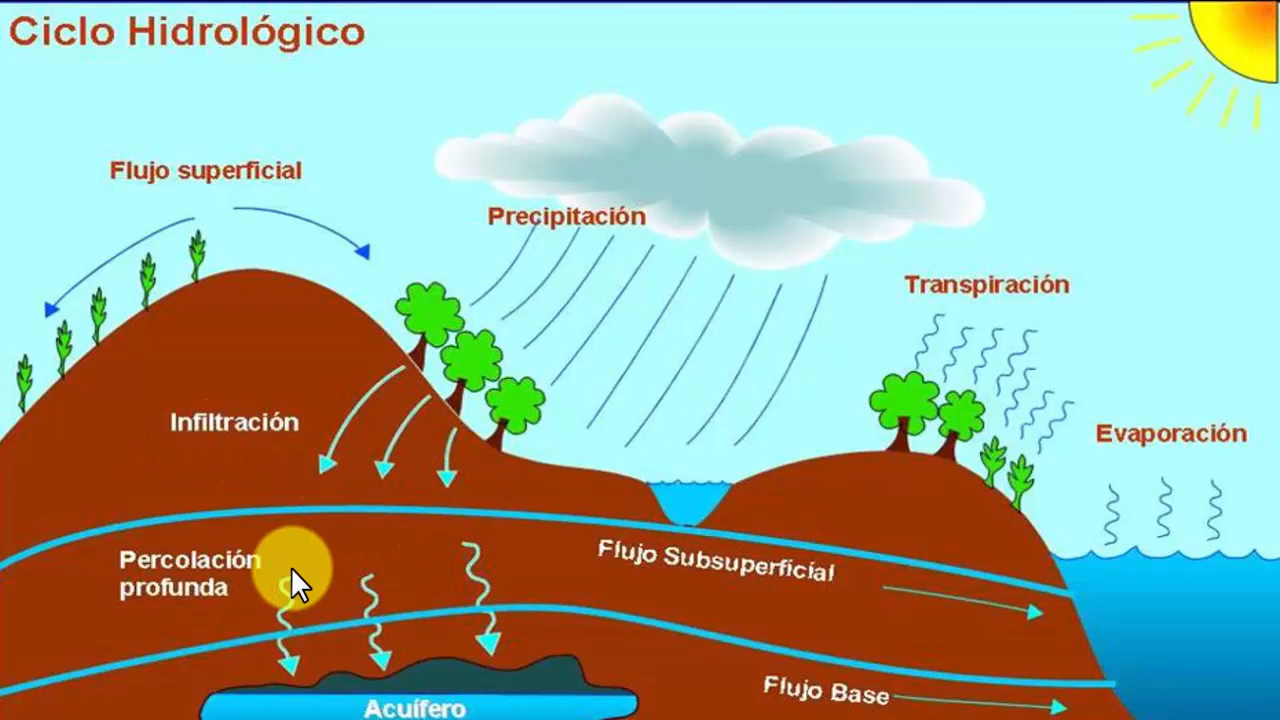 Ciclo Hidrológico
Flujo superficial
Precipitación
Transpiración
Infiltración
Evaporación
Percolación
profunda
Flujo Subsuperficial
Flujo Base
Acuífero